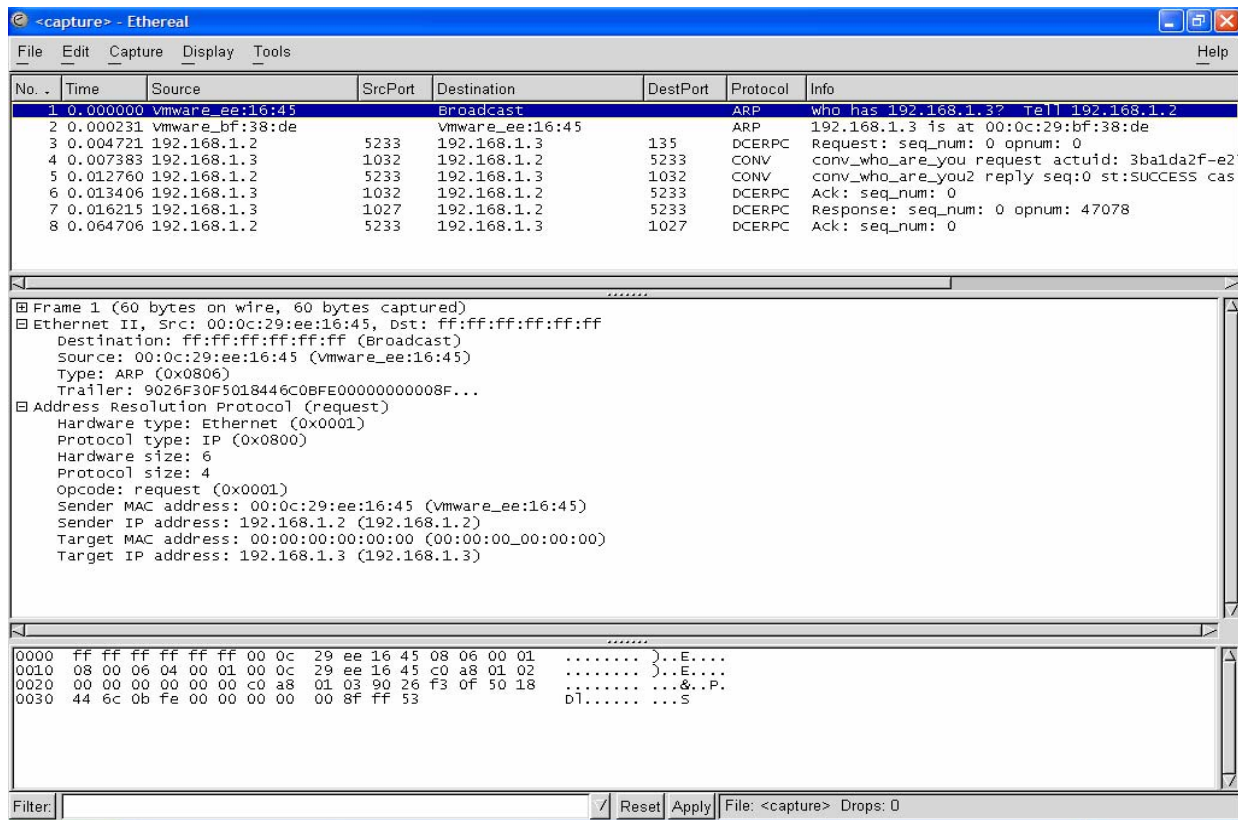 <capture> - Ethereal
File Edit Capture Display Tools Help
No. Time Source SrcPort Destination DestPort Protocol Info
1 0.000000 Vmware_ee:16:45 Broadcast ARP Who has 192.168.1.3? Tell 192.168.1.2
2 0.000231 Vmware_bf:38:de Vmware_ee:16:45 ARP 192.168.1.3 is at 00:0c:29:bf:38:de
3 0.004721 192.168.1.2 5233 192.168.1.3 135 DCERPC Request: seq_num: 0 opnum: 0
4 0.007383 192.168.1.3 1032 192.168.1.2 5233 CONV conv_who_are_you request actuid: 3ba1da2f-e2
5 0.012760 192.168.1.2 5233 192.168.1.3 1032 CONV conv_who_are_you2 reply seq:0 st:SUCCESS cas
6 0.013406 192.168.1.3 1032 192.168.1.2 5233 DCERPC Ack: seq_num: 0
7 0.016215 192.168.1.3 1027 192.168.1.2 5233 DCERPC Response: seq_num: 0 opnum: 47078
8 0.064706 192.168.1.2 5233 192.168.1.3 1027 DCERPC Ack: seq_num: 0
Frame 1 (60 bytes on wire, 60 bytes captured)
Ethernet II, Src: 00:0c:29:ee:16:45, Dst: ff:ff:ff:ff:ff:ff
Destination: ff:ff:ff:ff:ff:ff (Broadcast)
Source: 00:0c:29:ee:16:45 (Vmware_ee:16:45)
Type: ARP (0x0806)
Trailer: 9026F30F5018446C0BFE00000000008F...
Address Resolution Protocol (request)
Hardware type: Ethernet (0x0001)
Protocol type: IP (0x0800)
Hardware size: 6
Protocol size: 4
Opcode: request (0x0001)
Sender MAC address: 00:0c:29:ee:16:45 (Vmware_ee:16:45)
Sender IP address: 192.168.1.2 (192.168.1.2)
Target MAC address: 00:00:00:00:00:00 (00:00:00_00:00:00)
Target IP address: 192.168.1.3 (192.168.1.3)
0000 ff ff ff ff ff ff 00 0c 29 ee 16 45 08 06 00 01 ........ )..E....
0010 08 00 06 04 00 01 00 0c 29 ee 16 45 c0 a8 01 02 ........ )..E....
0020 00 00 00 00 00 00 c0 a8 01 03 90 26 f3 0f 50 18 ........ ...&..P.
0030 44 6c 0b fe 00 00 00 00 00 8f ff 53 Dl...... ...S
Filter: Reset Apply File: <capture> Drops: 0